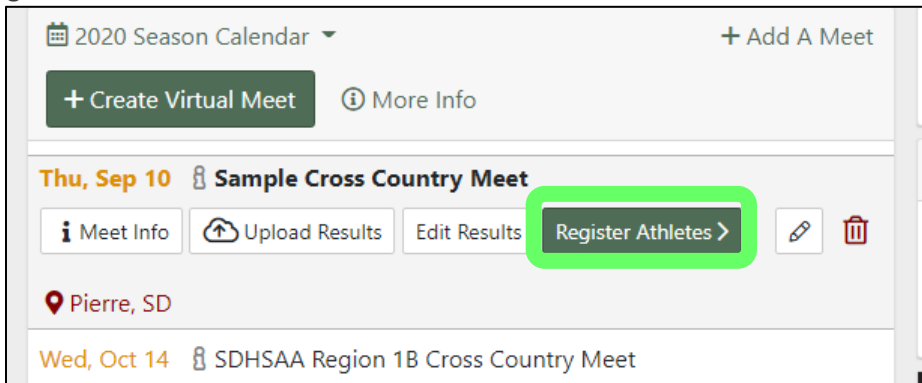 2020 Season Calendar + Add A Meet
+ Create Virtual Meet More Info
Thu, Sep 10 Sample Cross Country Meet
Meet Info Upload Results Edit Results Register Athletes >
Pierre, SD
Wed, Oct 14 SDHSAA Region 1B Cross Country Meet